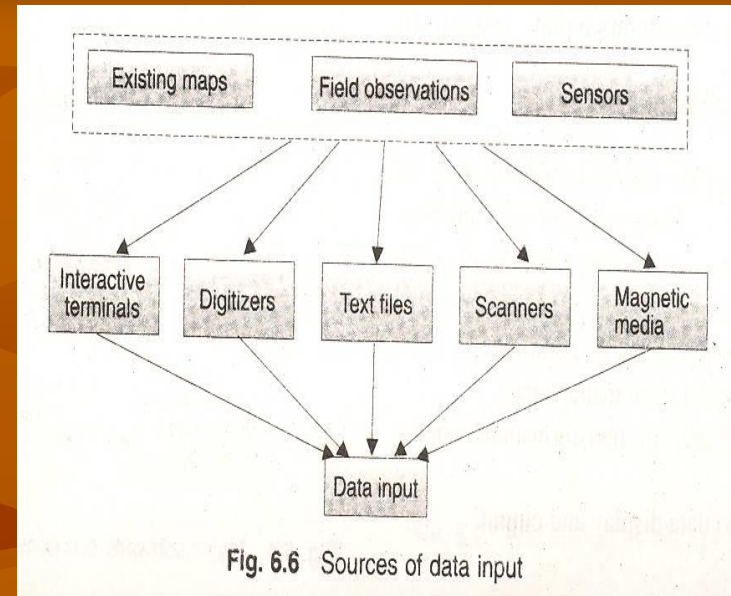 Existing maps
Field observations
Sensors
Interactive
terminals
Digitizers
Text files
Scanners
Magnetic
media
Data input
Fig. 6.6 Sources of data input